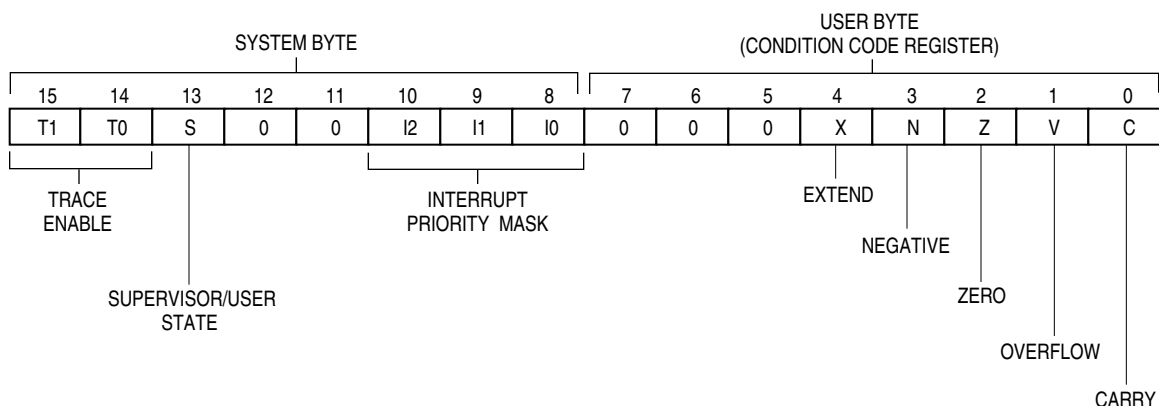 USER BYTE
SYSTEM BYTE
(CONDITION CODE REGISTER)
15 14 13 12 11 10 9 8 7 6 5 4 3 2 1 0
T1 T0 S 0 0 I2 I1 I0 0 0 0 X N Z V C
TRACE
ENABLE
INTERRUPT
PRIORITY MASK
EXTEND
NEGATIVE
SUPERVISOR/USER
STATE
ZERO
OVERFLOW
CARRY